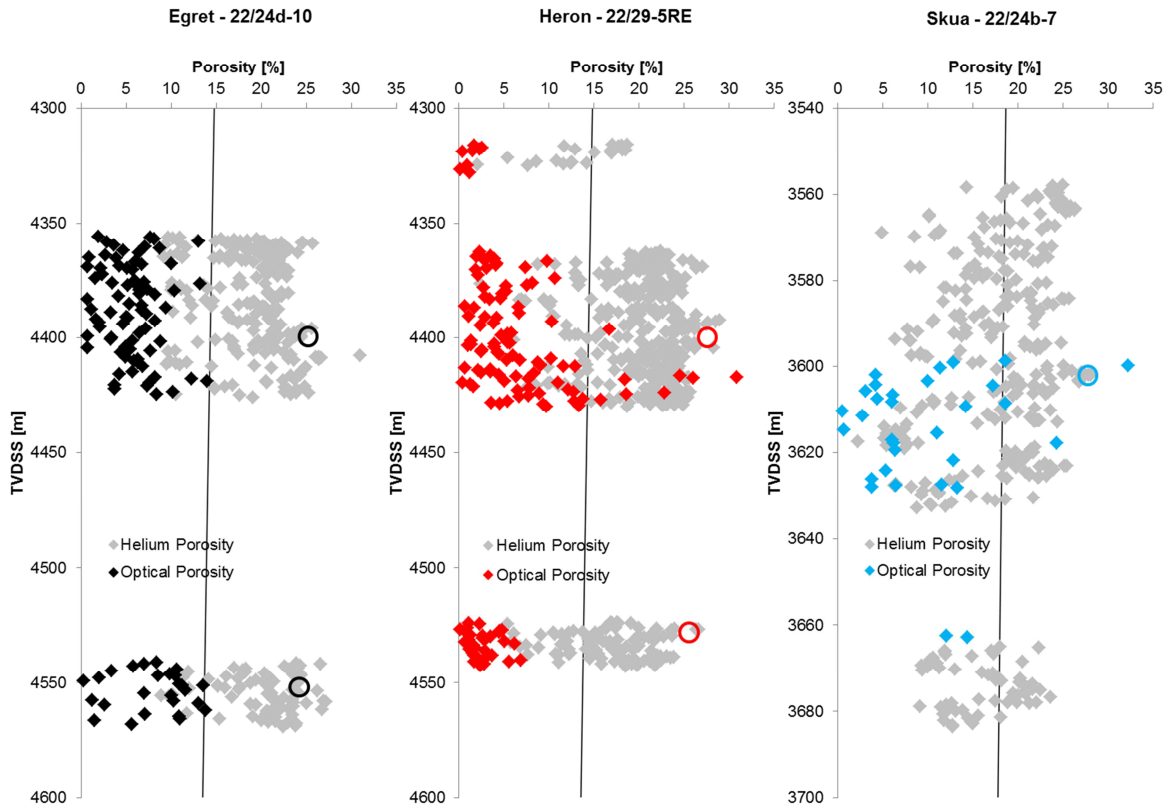 Egret - 22/24d-10
Porosity [%]
0 5 10 15 20 25 30 35
4300
4350
4400
4450
4500
4550
4600
TVDSS [m]
Helium Porosity
Optical Porosity
Heron - 22/29-5RE
Porosity [%]
0 5 10 15 20 25 30 35
4300
4350
4400
4450
4500
4550
4600
TVDSS [m]
Helium Porosity
Optical Porosity
Skua - 22/24b-7
Porosity [%]
0 5 10 15 20 25 30 35
3540
3560
3580
3600
3620
3640
3660
3680
3700
TVDSS [m]
Helium Porosity
Optical Porosity